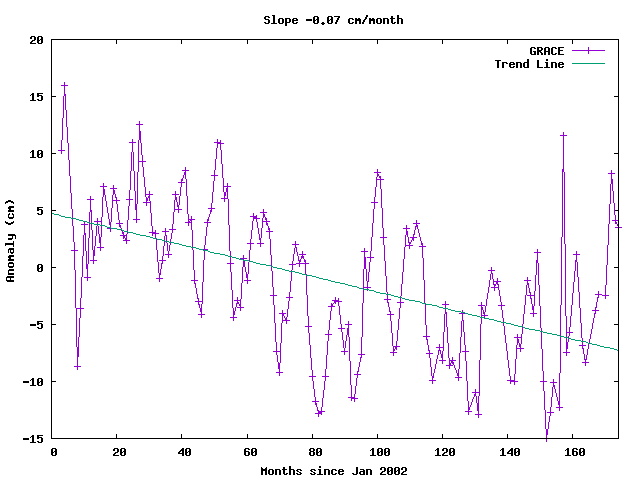 Slope -0.07 cm/month
20
GRACE
Trend Line
15
10
5
0
-5
-10
-15
Anomaly (cm)
0 20 40 60 80 100 120 140 160
Months since Jan 2002